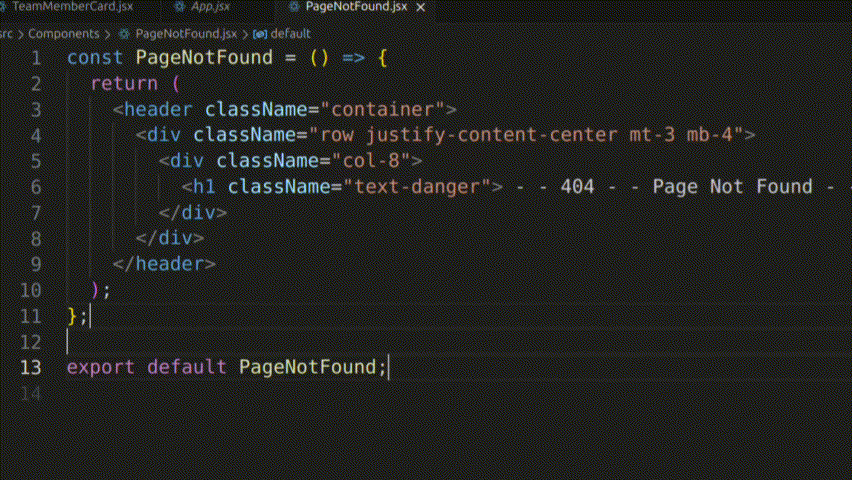 TeamMemberCard.jsx App.jsx PageNotFound.jsx ×
src > Components > PageNotFound.jsx > default
1 const PageNotFound = () => {
2 return (
3 <header className="container">
4 <div className="row justify-content-center mt-3 mb-4">
5 <div className="col-8">
6 <h1 className="text-danger"> - - 404 - - Page Not Found - -
7 </div>
8 </div>
9 </header>
10 );
11 };
12
13 export default PageNotFound;
14